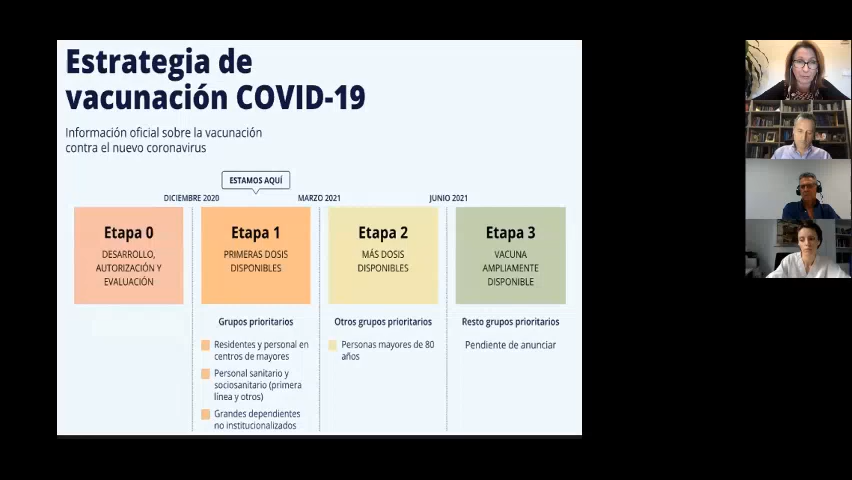 Estrategia de
vacunación COVID-19
Información oficial sobre la vacunación
contra el nuevo coronavirus
ESTAMOS AQUÍ
DICIEMBRE 2020
MARZO 2021
JUNIO 2021
Etapa 0
DESARROLLO,
AUTORIZACIÓN Y
EVALUACIÓN
Etapa 1
PRIMERAS DOSIS
DISPONIBLES
Etapa 2
MÁS DOSIS
DISPONIBLES
Etapa 3
VACUNA
AMPLIAMENTE
DISPONIBLE
Grupos prioritarios
Residentes y personal en
centros de mayores
Personal sanitario y
sociosanitario (primera
línea y otros)
Grandes dependientes
no institucionalizados
Otros grupos prioritarios
Personas mayores de 80
años
Resto grupos prioritarios
Pendiente de anunciar